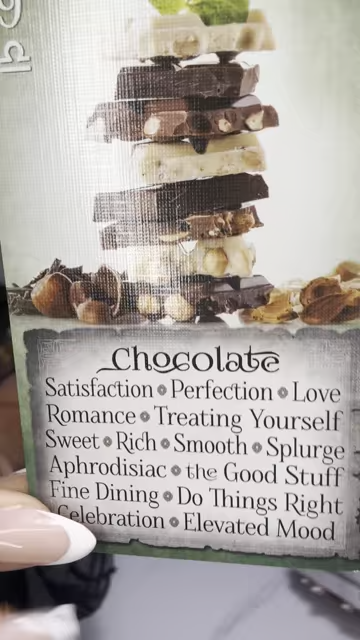 Chocolate
Satisfaction • Perfection • Love
Romance • Treating Yourself
Sweet • Rich • Smooth • Splurge
Aphrodisiac • the Good Stuff
Fine Dining • Do Things Right
Celebration • Elevated Mood